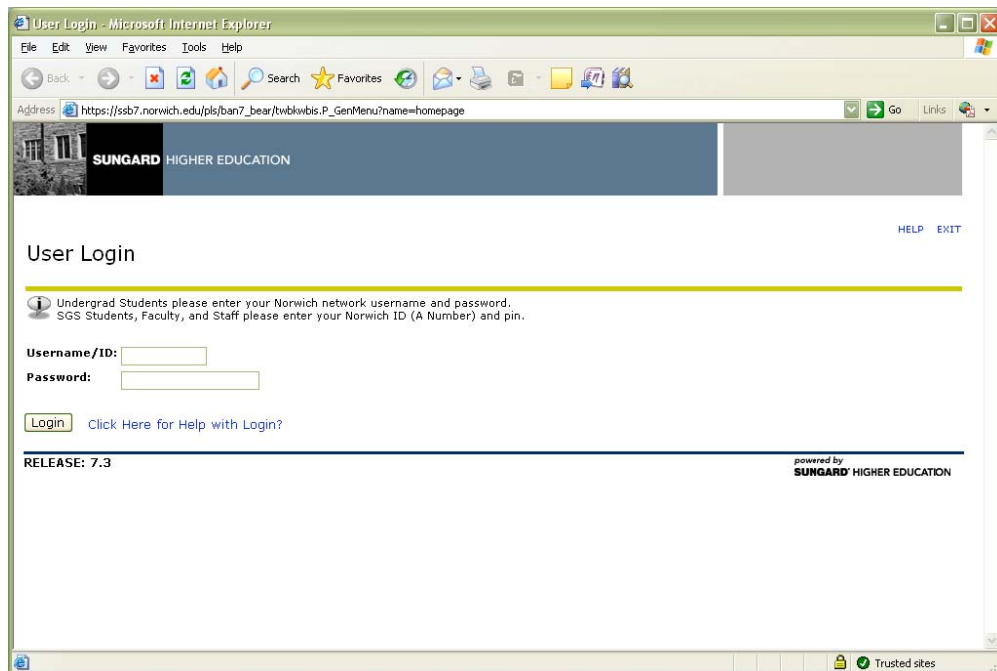 User Login - Microsoft Internet Explorer
File Edit View Favorites Tools Help
Back Search Favorites
Address https://ssb7.norwich.edu/pls/ban7_bear/twbkwbis.P_GenMenu?name=homepage Go Links
SUNGARD HIGHER EDUCATION
HELP EXIT
User Login
Undergrad Students please enter your Norwich network username and password.
SGS Students, Faculty, and Staff please enter your Norwich ID (A Number) and pin.
Username/ID:
Password:
Login Click Here for Help with Login?
RELEASE: 7.3
powered by
SUNGARD' HIGHER EDUCATION
Trusted sites